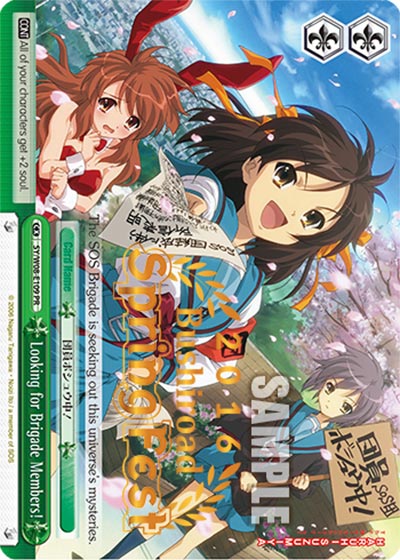 CONT
All of your characters get +2 soul.
CC
SY/W08-E109 PR
Looking for Brigade Members!
Card Name
団員ボシュウ中!
The SOS Brigade is seeking out this universe's mysteries.
©2006 Nagaru Tanigawa・Noizi Ito / a member of SOS
2016
Bushiroad
Spring Fest
SAMPLE
SOS団
団員
ボシュウ中!
HARUHI SUZUMIYA